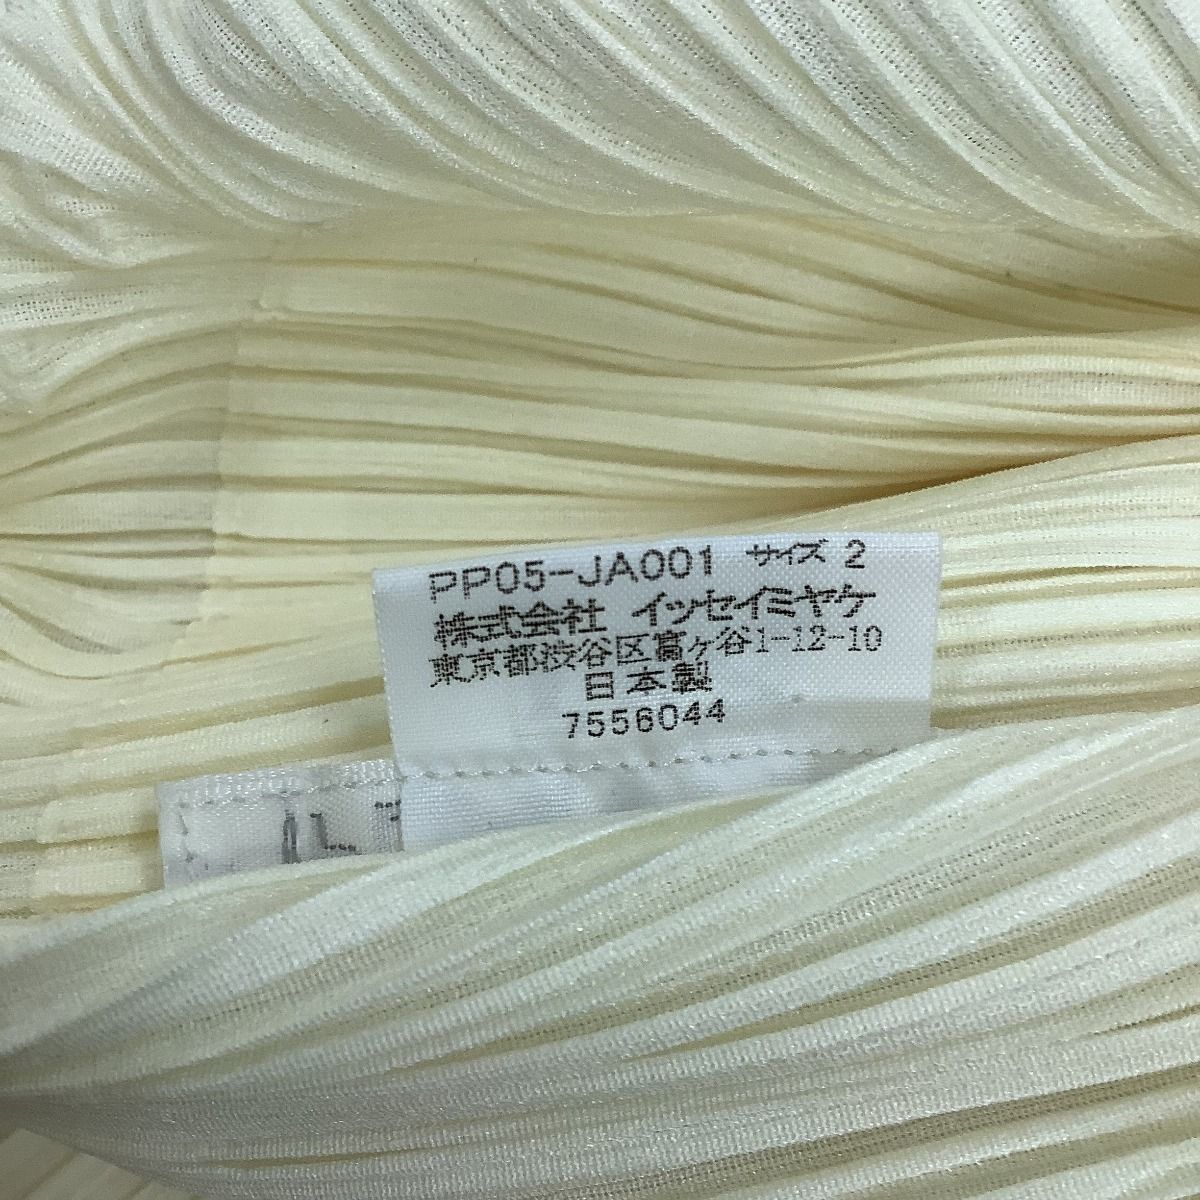 PP05-JA001 サイズ 2
株式会社 イッセイミヤケ
東京都渋谷区富ヶ谷1-12-10
日本製
7556044